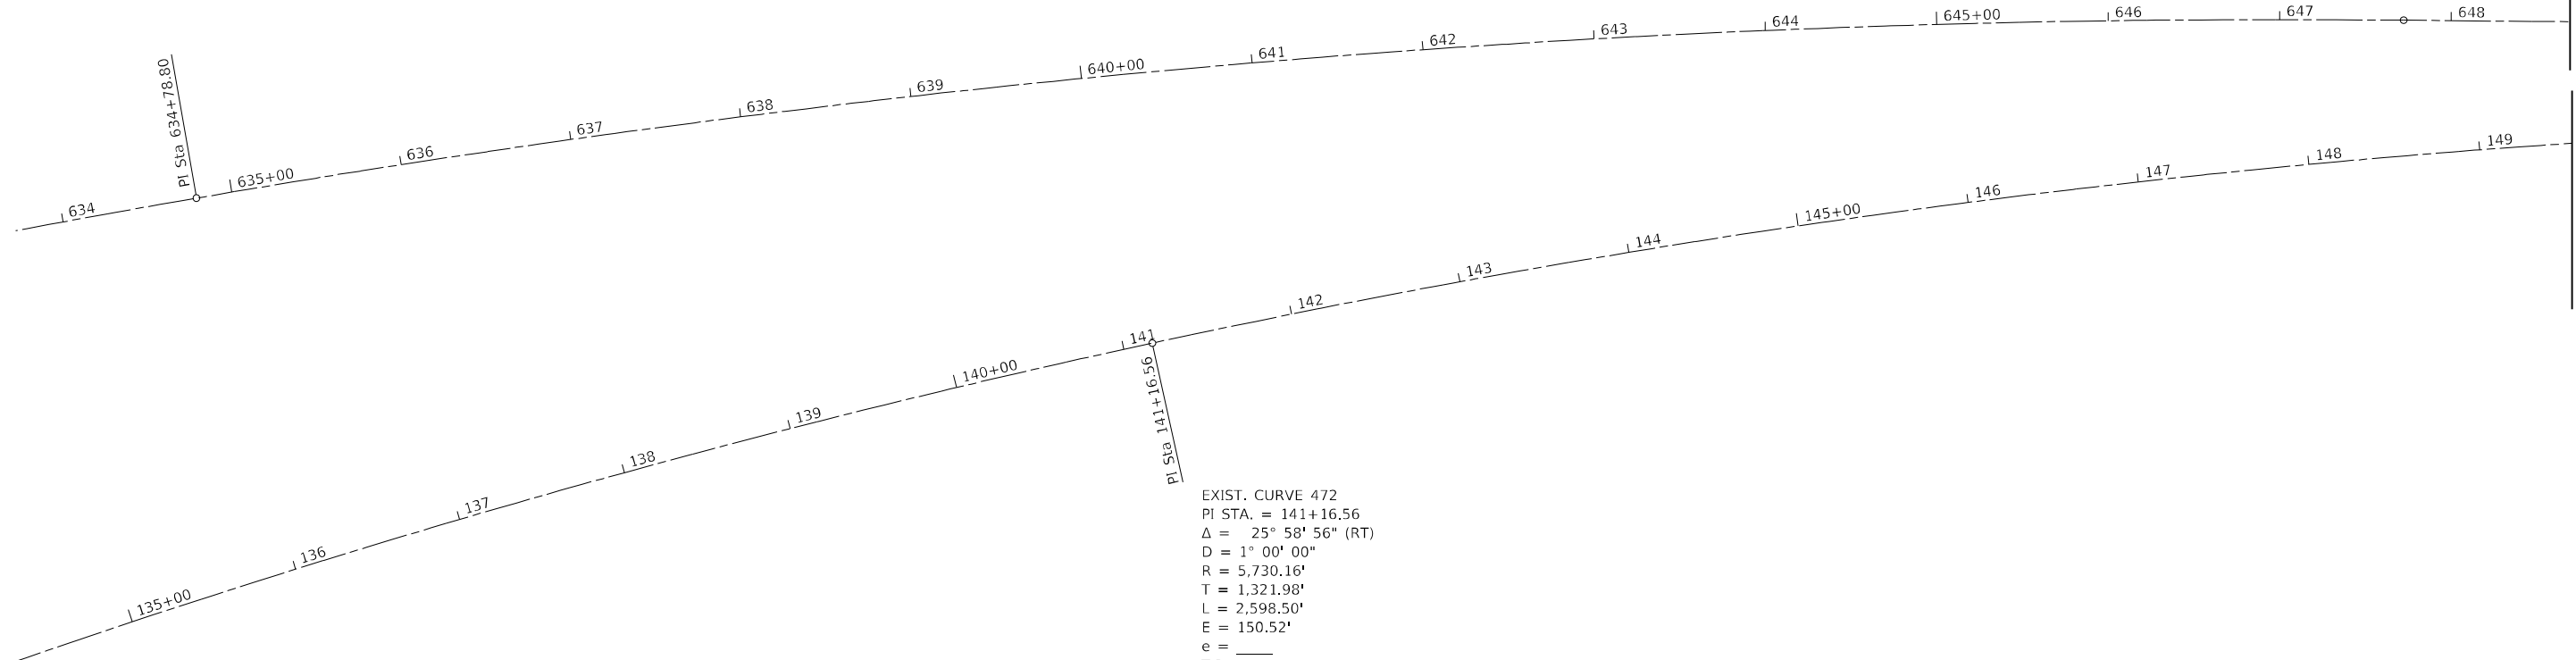 PI Sta 634+78.80
634
635+00
636
637
638
639
640+00
641
642
643
644
645+00
646
647
648
135+00
136
137
138
139
140+00
141
142
143
144
145+00
146
147
148
149
PI Sta 141+16.56
EXIST. CURVE 472
PI STA. = 141+16.56
Δ = 25° 58' 56" (RT)
D = 1° 00' 00"
R = 5,730.16'
T = 1,321.98'
L = 2,598.50'
E = 150.52'
e = ____